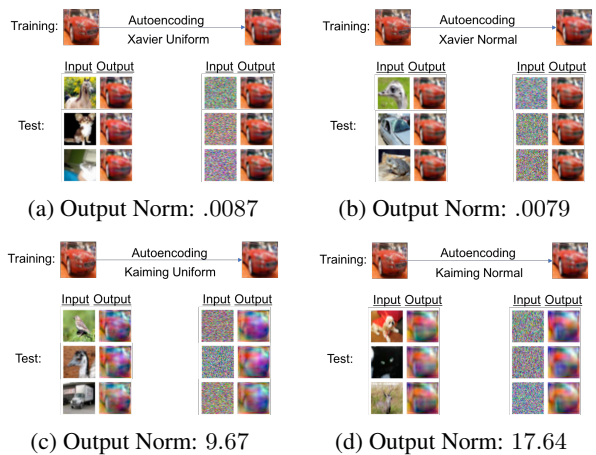 Training: Autoencoding
Xavier Uniform
Input Output Input Output
Test:
(a) Output Norm: .0087
Training: Autoencoding
Xavier Normal
Input Output Input Output
Test:
(b) Output Norm: .0079
Training: Autoencoding
Kaiming Uniform
Input Output Input Output
Test:
(c) Output Norm: 9.67
Training: Autoencoding
Kaiming Normal
Input Output Input Output
Test:
(d) Output Norm: 17.64